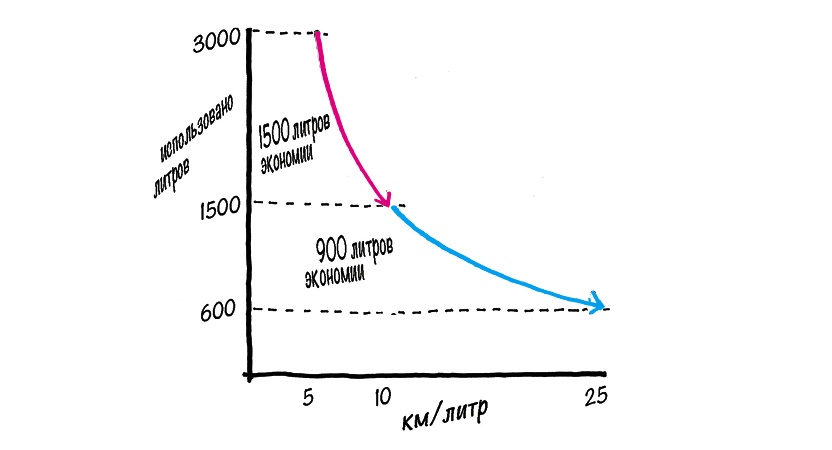 3000
использовано
литров
1500 литров
экономии
1500
900 литров
экономии
600
5
10
25
км/литр